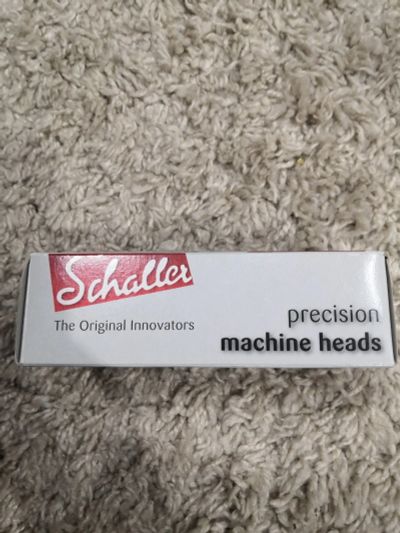 Schaller
The Original Innovators
precision
machine heads